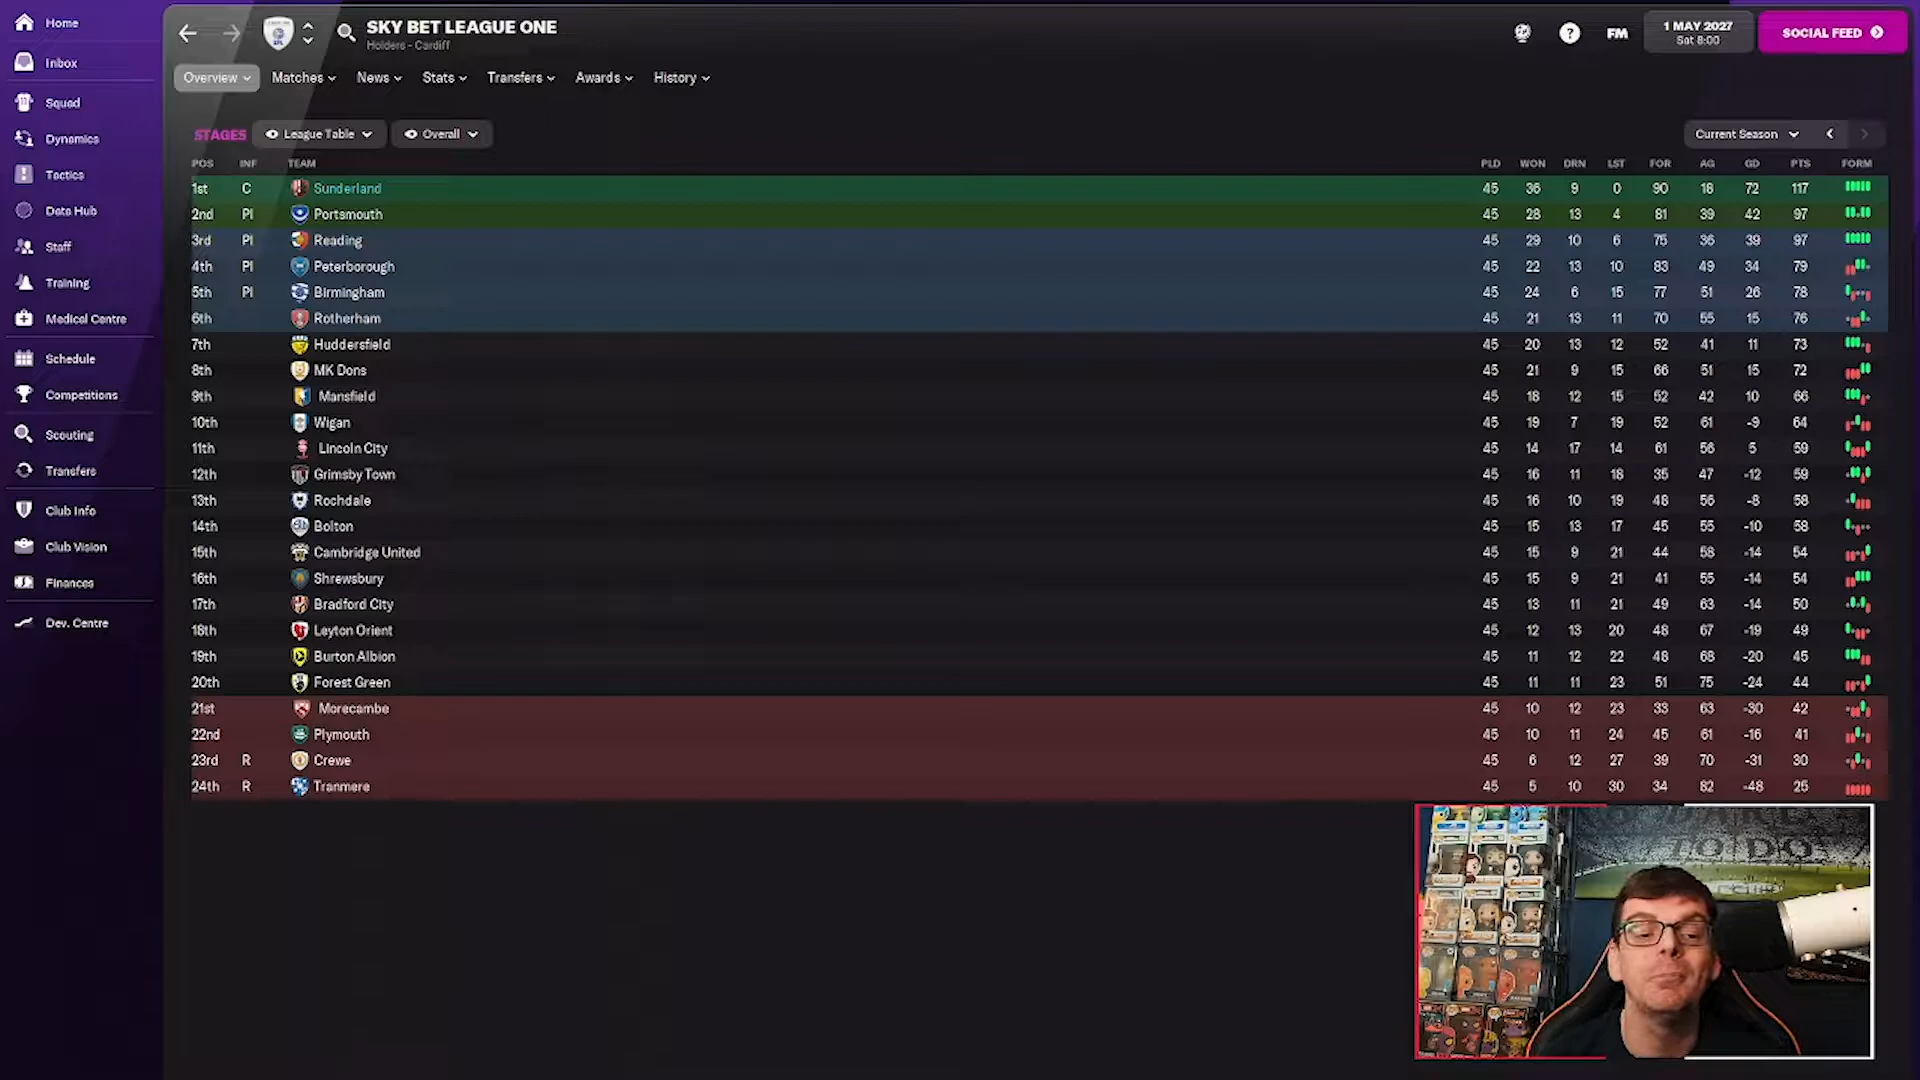 Home
Inbox
Squad
Dynamics
Tactics
Data Hub
Staff
Training
Medical Centre
Schedule
Competitions
Scouting
Transfers
Club Info
Club Vision
Finances
Dev. Centre
SKY BET LEAGUE ONE
Holders - Cardiff
FM
1 MAY 2027
Sat 8:00
SOCIAL FEED
Overview Matches News Stats Transfers Awards History
STAGES League Table Overall Current Season
POS INF TEAM PLD WON DRN LST FOR AG GD PTS FORM
1st C Sunderland 45 36 9 0 90 18 72 117
2nd Pl Portsmouth 45 28 13 4 81 39 42 97
3rd Pl Reading 45 29 10 6 75 36 39 97
4th Pl Peterborough 45 22 13 10 83 49 34 79
5th Pl Birmingham 45 24 6 15 77 51 26 78
6th Rotherham 45 21 13 11 70 55 15 76
7th Huddersfield 45 20 13 12 52 41 11 73
8th MK Dons 45 21 9 15 66 51 15 72
9th Mansfield 45 18 12 15 52 42 10 66
10th Wigan 45 19 7 19 52 61 -9 64
11th Lincoln City 45 14 17 14 61 56 5 59
12th Grimsby Town 45 16 11 18 35 47 -12 59
13th Rochdale 45 16 10 19 48 56 -8 58
14th Bolton 45 15 13 17 45 55 -10 58
15th Cambridge United 45 15 9 21 44 58 -14 54
16th Shrewsbury 45 15 9 21 41 55 -14 54
17th Bradford City 45 13 11 21 49 63 -14 50
18th Leyton Orient 45 12 13 20 48 67 -19 49
19th Burton Albion 45 11 12 22 48 68 -20 45
20th Forest Green 45 11 11 23 51 75 -24 44
21st Morecambe 45 10 12 23 33 63 -30 42
22nd Plymouth 45 10 11 24 45 61 -16 41
23rd R Crewe 45 6 12 27 39 70 -31 30
24th R Tranmere 45 5 10 30 34 82 -48 25
TO DO